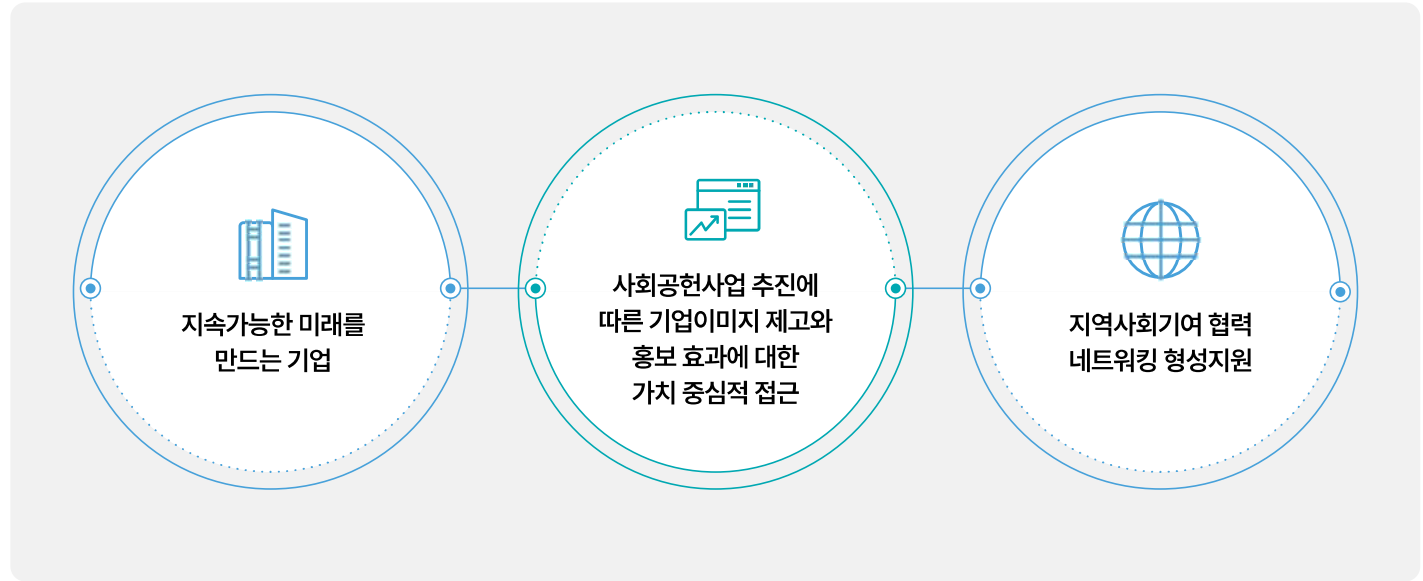 지속가능한 미래를
만드는 기업
사회공헌사업 추진에
따른 기업이미지 제고와
홍보 효과에 대한
가치 중심적 접근
지역사회기여 협력
네트워킹 형성지원